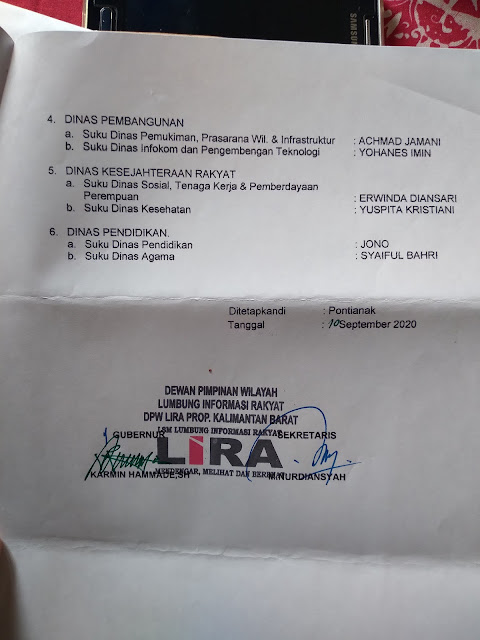 SAMSUNG
4. DINAS PEMBANGUNAN
a. Suku Dinas Pemukiman, Prasarana Wil. & Infrastruktur : ACHMAD JAMANI
b. Suku Dinas Infokom dan Pengembengan Teknologi : YOHANES IMIN
5. DINAS KESEJAHTERAAN RAKYAT
a. Suku Dinas Sosial, Tenaga Kerja & Pemberdayaan
Perempuan : ERWINDA DIANSARI
b. Suku Dinas Kesehatan : YUSPITA KRISTIANI
6. DINAS PENDIDIKAN.
a. Suku Dinas Pendidikan : JONO
b. Suku Dinas Agama : SYAIFUL BAHRI
Ditetapkandi : Pontianak
Tanggal : 10 September 2020
DEWAN PIMPINAN WILAYAH
LUMBUNG INFORMASI RAKYAT
DPW LIRA PROP. KALIMANTAN BARAT
LSM LUMBUNG INFORMASI RAKYAT
GUBERNUR SEKRETARIS
LIRA
MENDENGAR, MELIHAT DAN
KARMIN HAMMADE,SH M.NURDIANSYAH